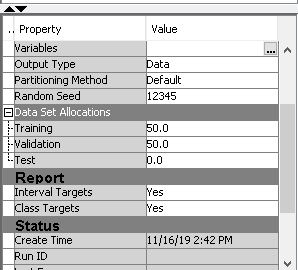 .. Property Value
Variables ...
Output Type Data
Partitioning Method Default
Random Seed 12345
Data Set Allocations
Training 50.0
Validation 50.0
Test 0.0
Report
Interval Targets Yes
Class Targets Yes
Status
Create Time 11/16/19 2:42 PM
Run ID